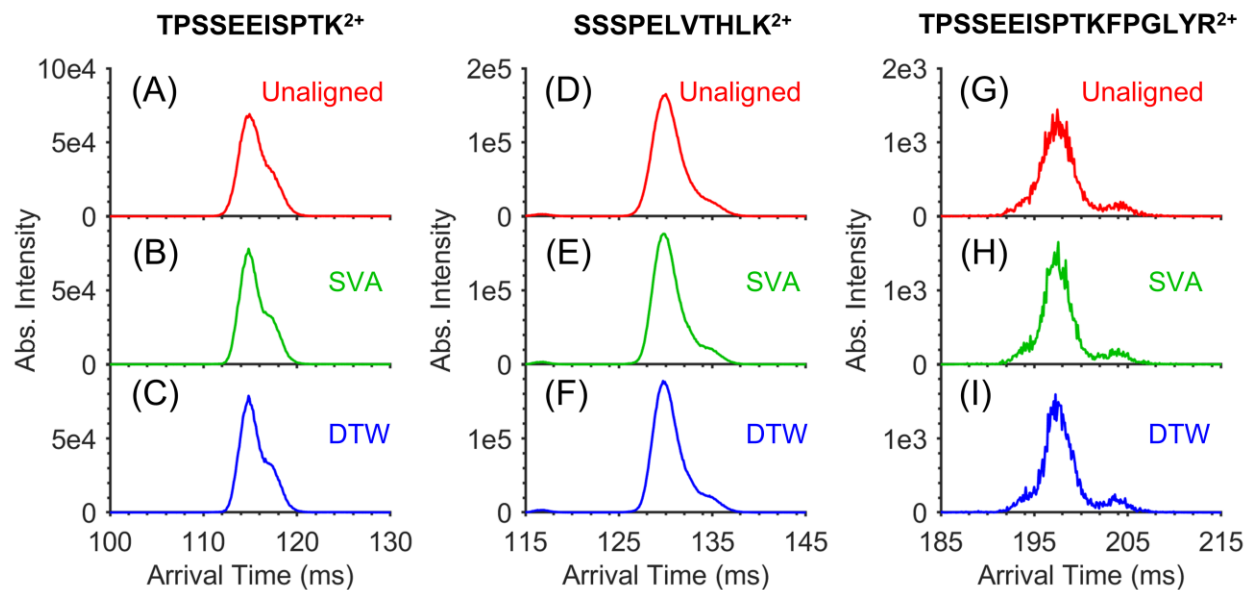 TPSSEEISPTK²⁺ SSSPELVTHLK²⁺ TPSSEEISPTKFPGLYR²⁺
10e4 (A) Unaligned 2e5 (D) Unaligned 2e3 (G) Unaligned
5e4 1e5 1e3
0 0 0
(B) SVA (E) SVA (H) SVA
5e4 1e5 1e3
0 0 0
(C) DTW (F) DTW (I) DTW
5e4 1e5 1e3
0 0 0
Abs. Intensity Abs. Intensity Abs. Intensity
100 110 120 130 115 125 135 145 185 195 205 215
Arrival Time (ms) Arrival Time (ms) Arrival Time (ms)